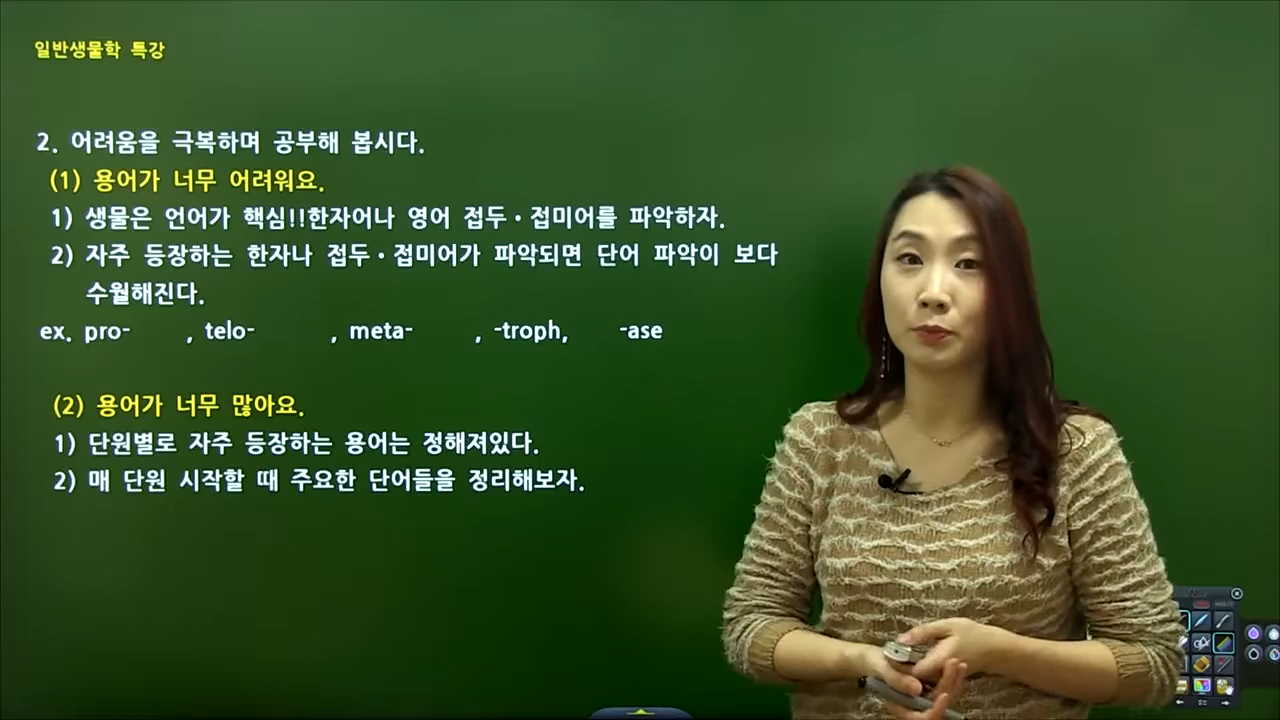 일반생물학 특강
2. 어려움을 극복하며 공부해 봅시다.
(1) 용어가 너무 어려워요.
1) 생물은 언어가 핵심!!한자어나 영어 접두·접미어를 파악하자.
2) 자주 등장하는 한자나 접두·접미어가 파악되면 단어 파악이 보다
수월해진다.
ex. pro- , telo- , meta- , -troph, -ase
(2) 용어가 너무 많아요.
1) 단원별로 자주 등장하는 용어는 정해져있다.
2) 매 단원 시작할 때 주요한 단어들을 정리해보자.